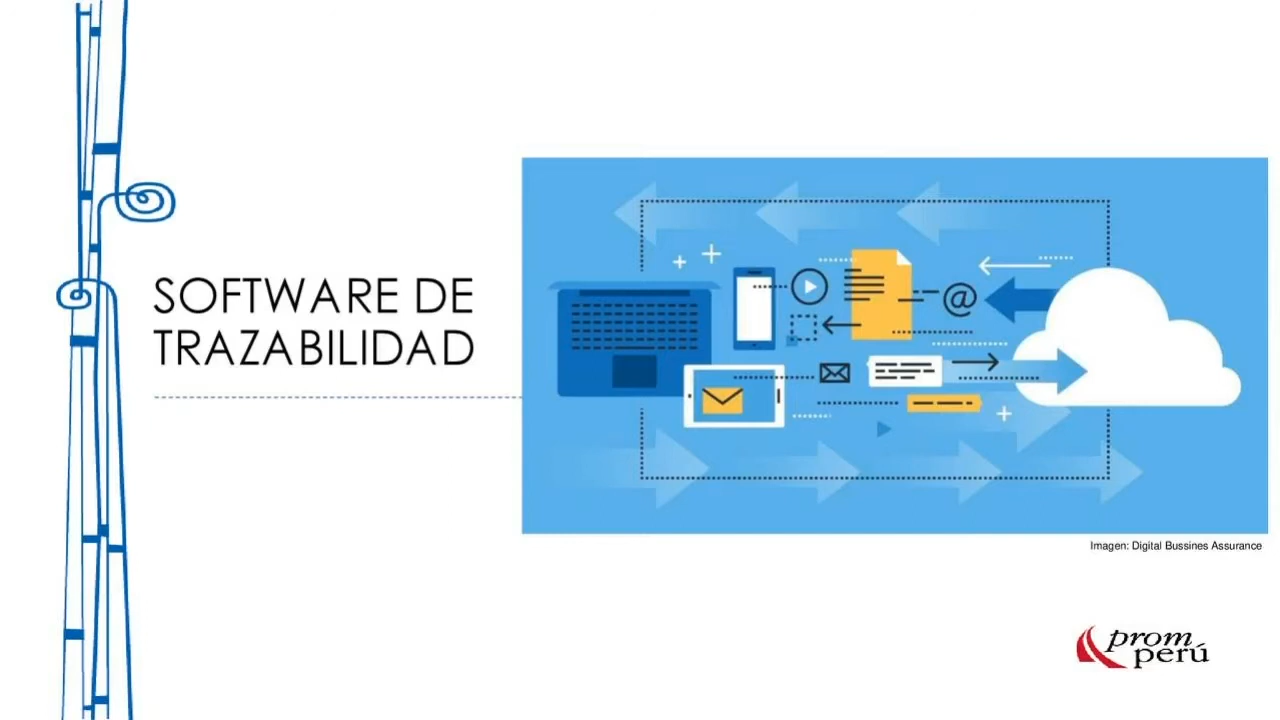 SOFTWARE DE
TRAZABILIDAD
@
Imagen: Digital Bussines Assurance
prom
perú